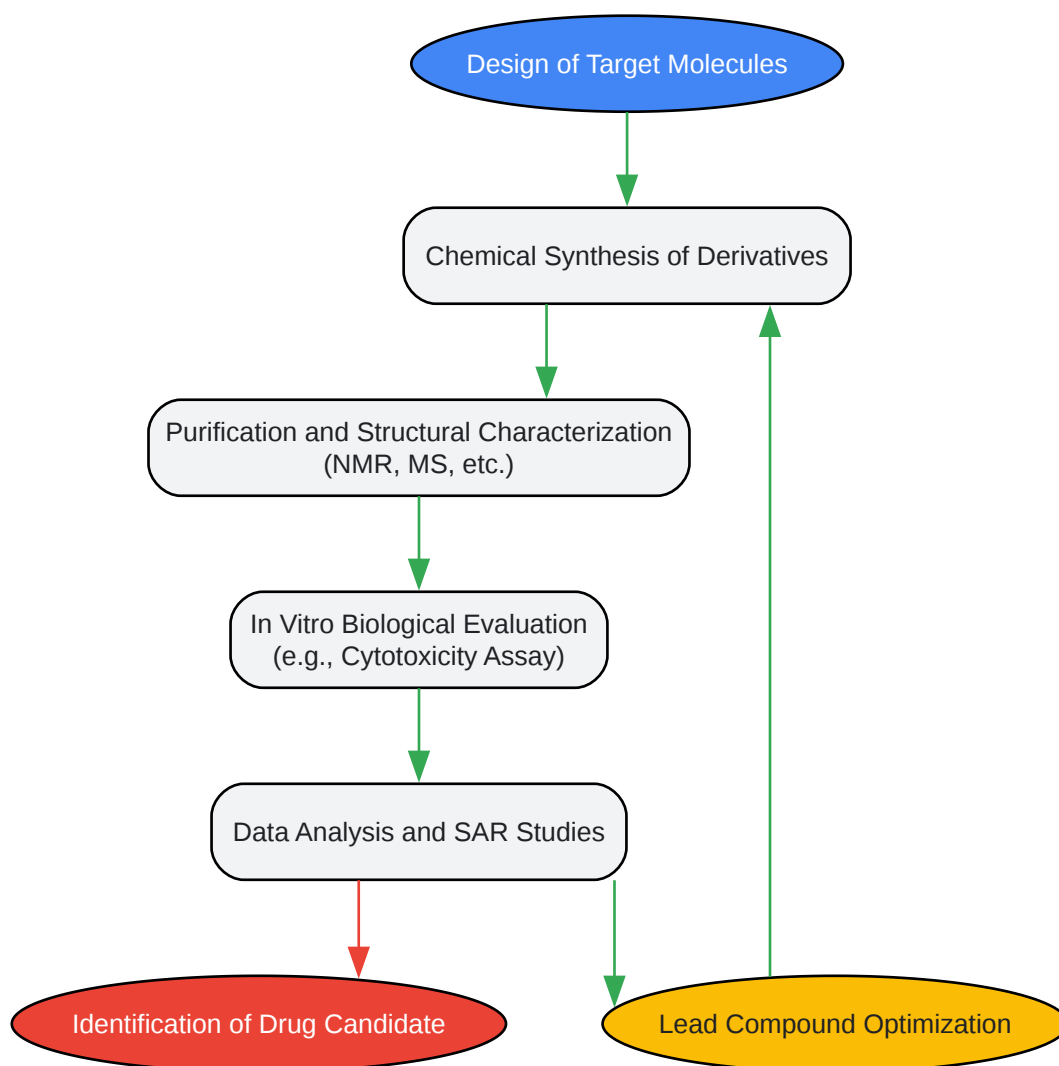 Design of Target Molecules
Chemical Synthesis of Derivatives
Purification and Structural Characterization
(NMR, MS, etc.)
In Vitro Biological Evaluation
(e.g., Cytotoxicity Assay)
Data Analysis and SAR Studies
Identification of Drug Candidate
Lead Compound Optimization